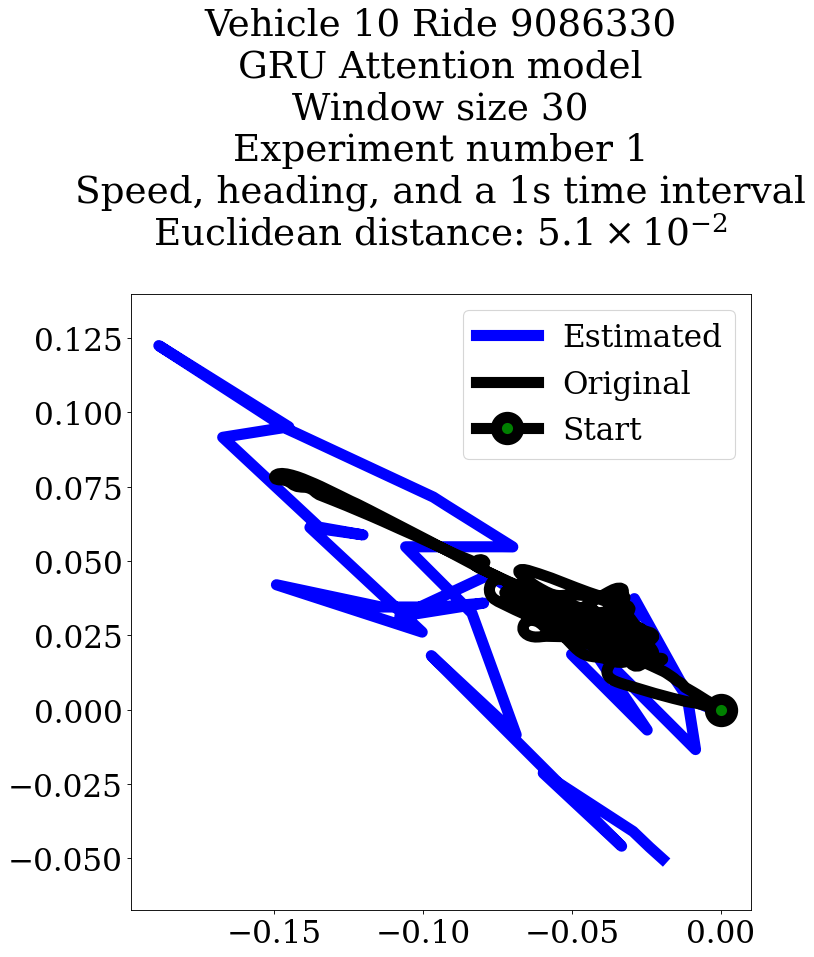 Vehicle 10 Ride 9086330
GRU Attention model
Window size 30
Experiment number 1
Speed, heading, and a 1s time interval
Euclidean distance: 5.1 × 10⁻²
Estimated
Original
Start
0.125
0.100
0.075
0.050
0.025
0.000
−0.025
−0.050
−0.15 −0.10 −0.05 0.00